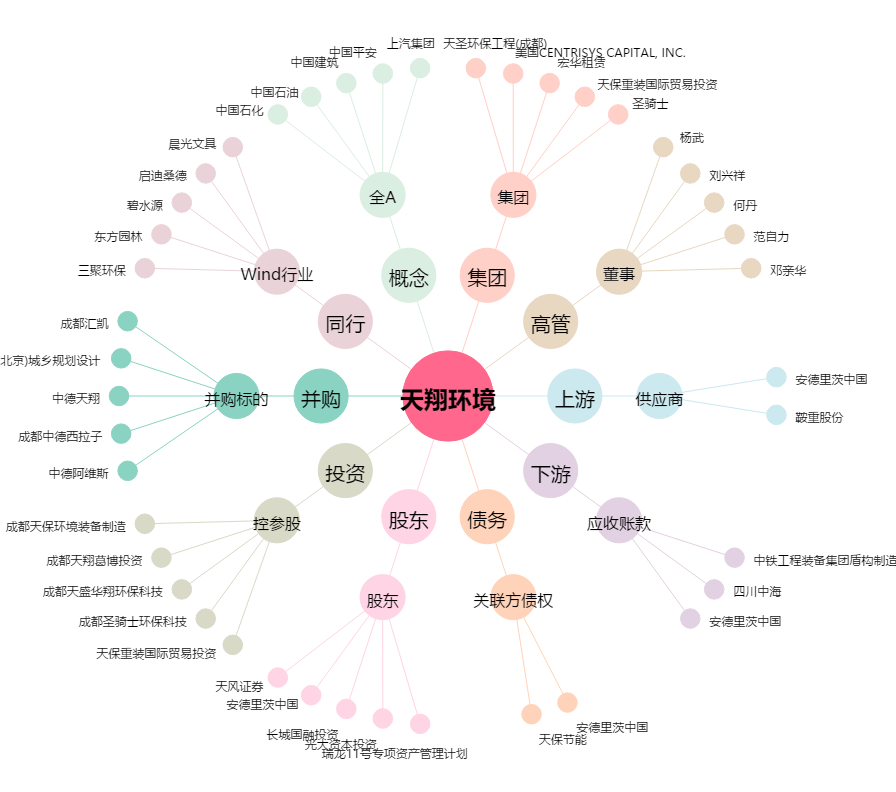 上汽集团
中国平安
中国建筑
中国石油
中国石化
全A
概念
天圣环保工程(成都)
美国CENTRISYS CAPITAL, INC.
宏华租赁
天保重装国际贸易投资
圣骑士
集团
集团
晨光文具
启迪桑德
碧水源
东方园林
三聚环保
Wind行业
同行
杨武
刘兴祥
何丹
范自力
邓亲华
董事
高管
成都汇凯
北京)城乡规划设计
中德天翔
成都中德西拉子
中德阿维斯
并购标的
并购
天翔环境
上游
供应商
安德里茨中国
鞍重股份
投资
控参股
成都天保环境装备制造
成都天翔葛博投资
成都天盛华翔环保科技
成都圣骑士环保科技
天保重装国际贸易投资
下游
应收账款
中铁工程装备集团盾构制造
四川中海
安德里茨中国
股东
股东
天风证券
安德里茨中国
长城国融投资
光大资本投资
瑞龙11号专项资产管理计划
债务
关联方债权
安德里茨中国
天保节能